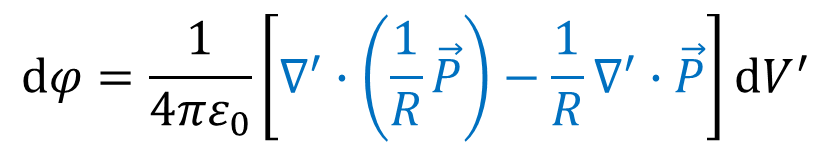 dφ = 1/(4πε₀) [∇′ · (1/R P⃗) − 1/R ∇′ · P⃗] dV′